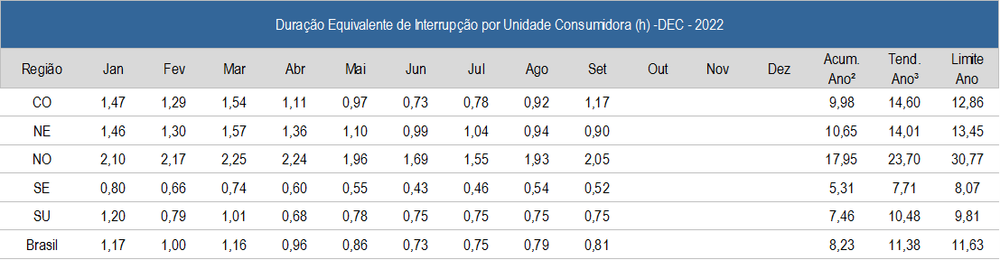 Duração Equivalente de Interrupção por Unidade Consumidora (h) -DEC - 2022
Região Jan Fev Mar Abr Mai Jun Jul Ago Set Out Nov Dez Acum. Ano² Tend. Ano³ Limite Ano
CO 1,47 1,29 1,54 1,11 0,97 0,73 0,78 0,92 1,17 9,98 14,60 12,86
NE 1,46 1,30 1,57 1,36 1,10 0,99 1,04 0,94 0,90 10,65 14,01 13,45
NO 2,10 2,17 2,25 2,24 1,96 1,69 1,55 1,93 2,05 17,95 23,70 30,77
SE 0,80 0,66 0,74 0,60 0,55 0,43 0,46 0,54 0,52 5,31 7,71 8,07
SU 1,20 0,79 1,01 0,68 0,78 0,75 0,75 0,75 0,75 7,46 10,48 9,81
Brasil 1,17 1,00 1,16 0,96 0,86 0,73 0,75 0,79 0,81 8,23 11,38 11,63